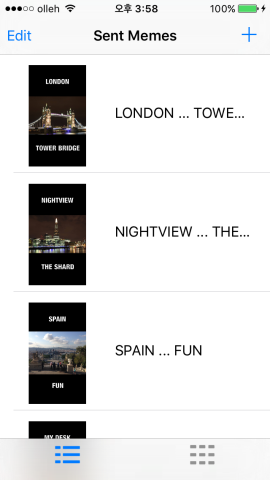 olleh 오후 3:58 100%
Edit Sent Memes +
LONDON
TOWER BRIDGE
LONDON ... TOWE...
NIGHTVIEW
THE SHARD
NIGHTVIEW ... THE...
SPAIN
FUN
SPAIN ... FUN
MY DESK